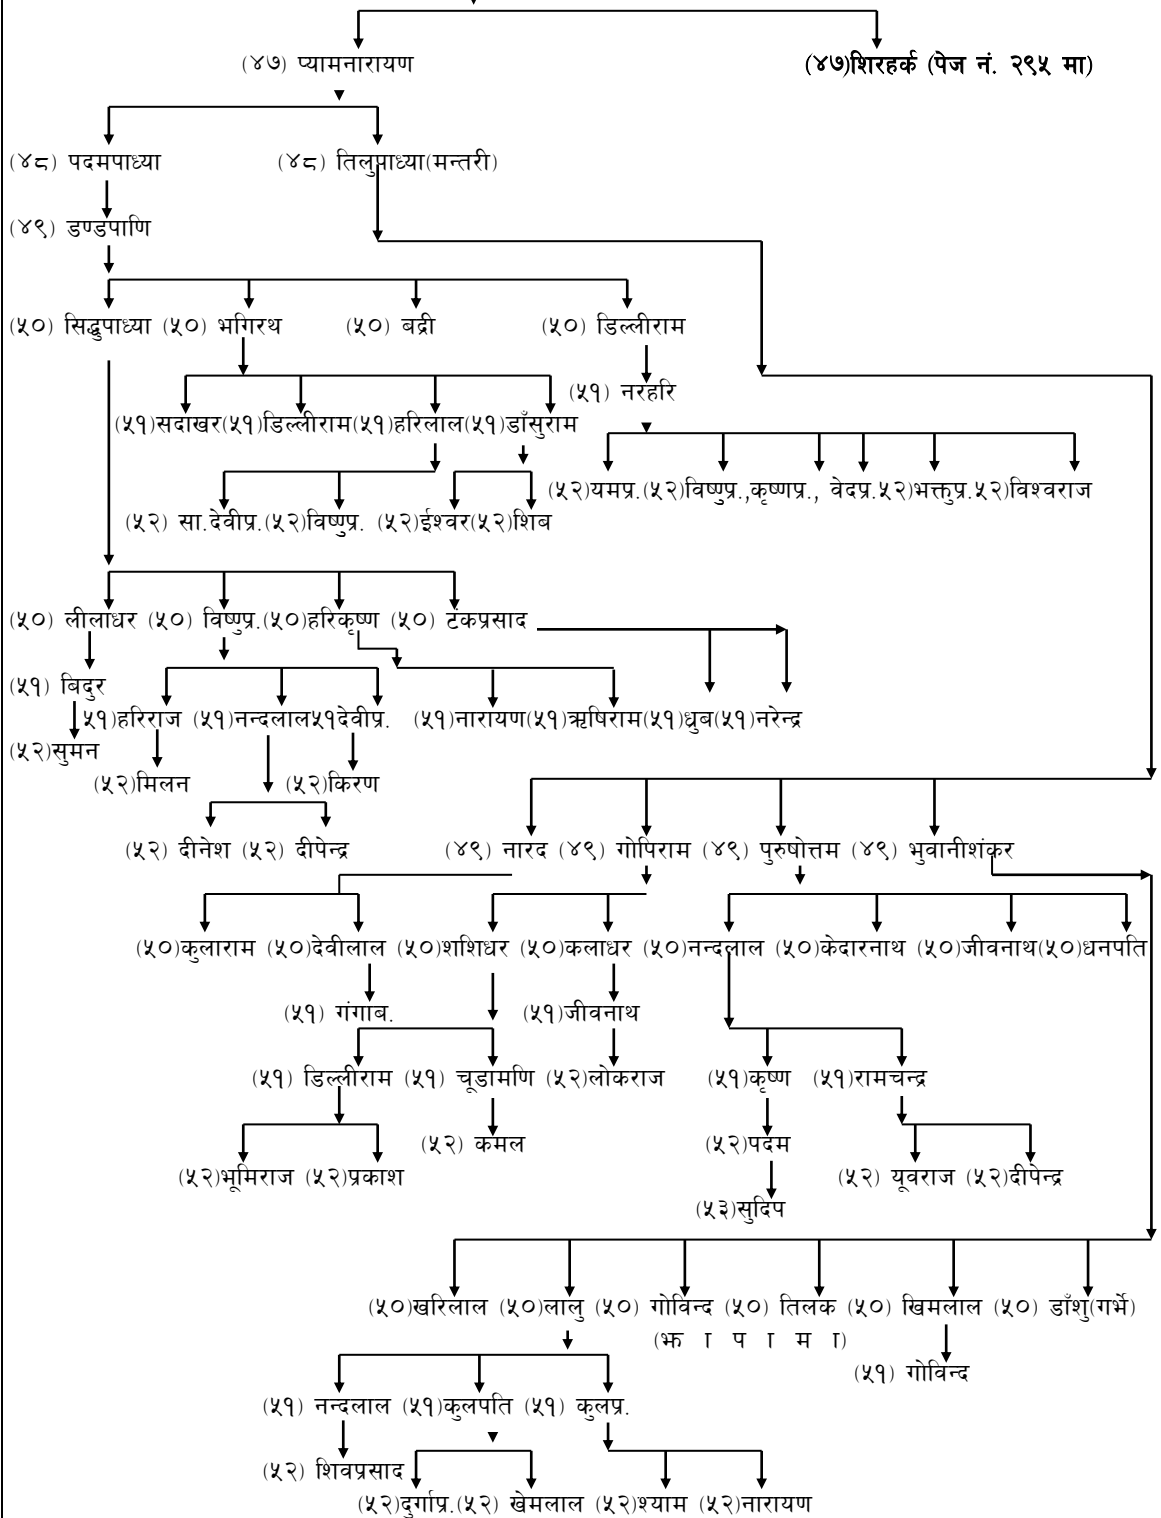 (४७) प्यामनारायण (४७)शिरहर्क (पेज नं. २९५ मा)
(४८) पदमपाध्या (४८) तिलुपाध्या(मन्तरी)
(४९) डण्डपाणि
(५०) सिद्धुपाध्या (५०) भगिरथ (५०) बद्री (५०) डिल्लीराम
(५१) नरहरि
(५१)सदाखर(५१)डिल्लीराम(५१)हरिलाल(५१)डाँसुराम
(५२)यमप्र.(५२)विष्णुप्र.,कृष्णप्र., वेदप्र.५२)भक्तुप्र.५२)विश्वराज
(५२) सा.देवीप्र.(५२)विष्णुप्र. (५२)ईश्वर(५२)शिब
(५०) लीलाधर (५०) विष्णुप्र.(५०)हरिकृष्ण (५०) टंकप्रसाद
(५१) बिदुर
५१)हरिराज (५१)नन्दलाल५१देवीप्र. (५१)नारायण(५१)ऋषिराम(५१)ध्रुब(५१)नरेन्द्र
(५२)सुमन
(५२)मिलन (५२)किरण
(५२) दीनेश (५२) दीपेन्द्र (४९) नारद (४९) गोपिराम (४९) पुरुषोत्तम (४९) भुवानीशंकर
(५०)कुलाराम (५०)देवीलाल (५०)शशिधर (५०)कलाधर (५०)नन्दलाल (५०)केदारनाथ (५०)जीवनाथ(५०)धनपति
(५१) गंगाब. (५१)जीवनाथ
(५१) डिल्लीराम (५१) चूडामणि (५२)लोकराज (५१)कृष्ण (५१)रामचन्द्र
(५२) कमल (५२)पदम
(५२)भूमिराज (५२)प्रकाश (५२) यूवराज (५२)दीपेन्द्र
(५३)सुदिप
(५०)खरिलाल (५०)लालु (५०) गोविन्द (५०) तिलक (५०) खिमलाल (५०) डाँशु(गर्भे)
(झ ा प ा म ा)
(५१) गोविन्द
(५१) नन्दलाल (५१)कुलपति (५१) कुलप्र.
(५२) शिवप्रसाद
(५२)दुर्गाप्र.(५२) खेमलाल (५२)श्याम (५२)नारायण